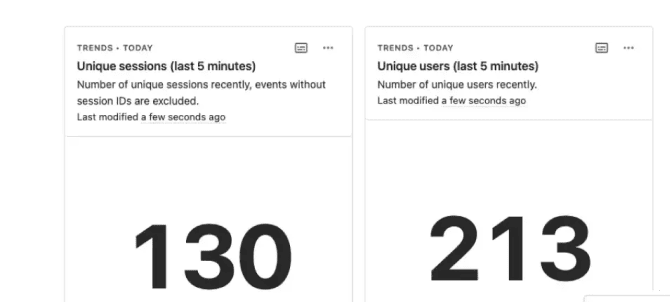 TRENDS • TODAY
Unique sessions (last 5 minutes)
Number of unique sessions recently, events without
session IDs are excluded.
Last modified a few seconds ago
130
TRENDS • TODAY
Unique users (last 5 minutes)
Number of unique users recently.
Last modified a few seconds ago
213